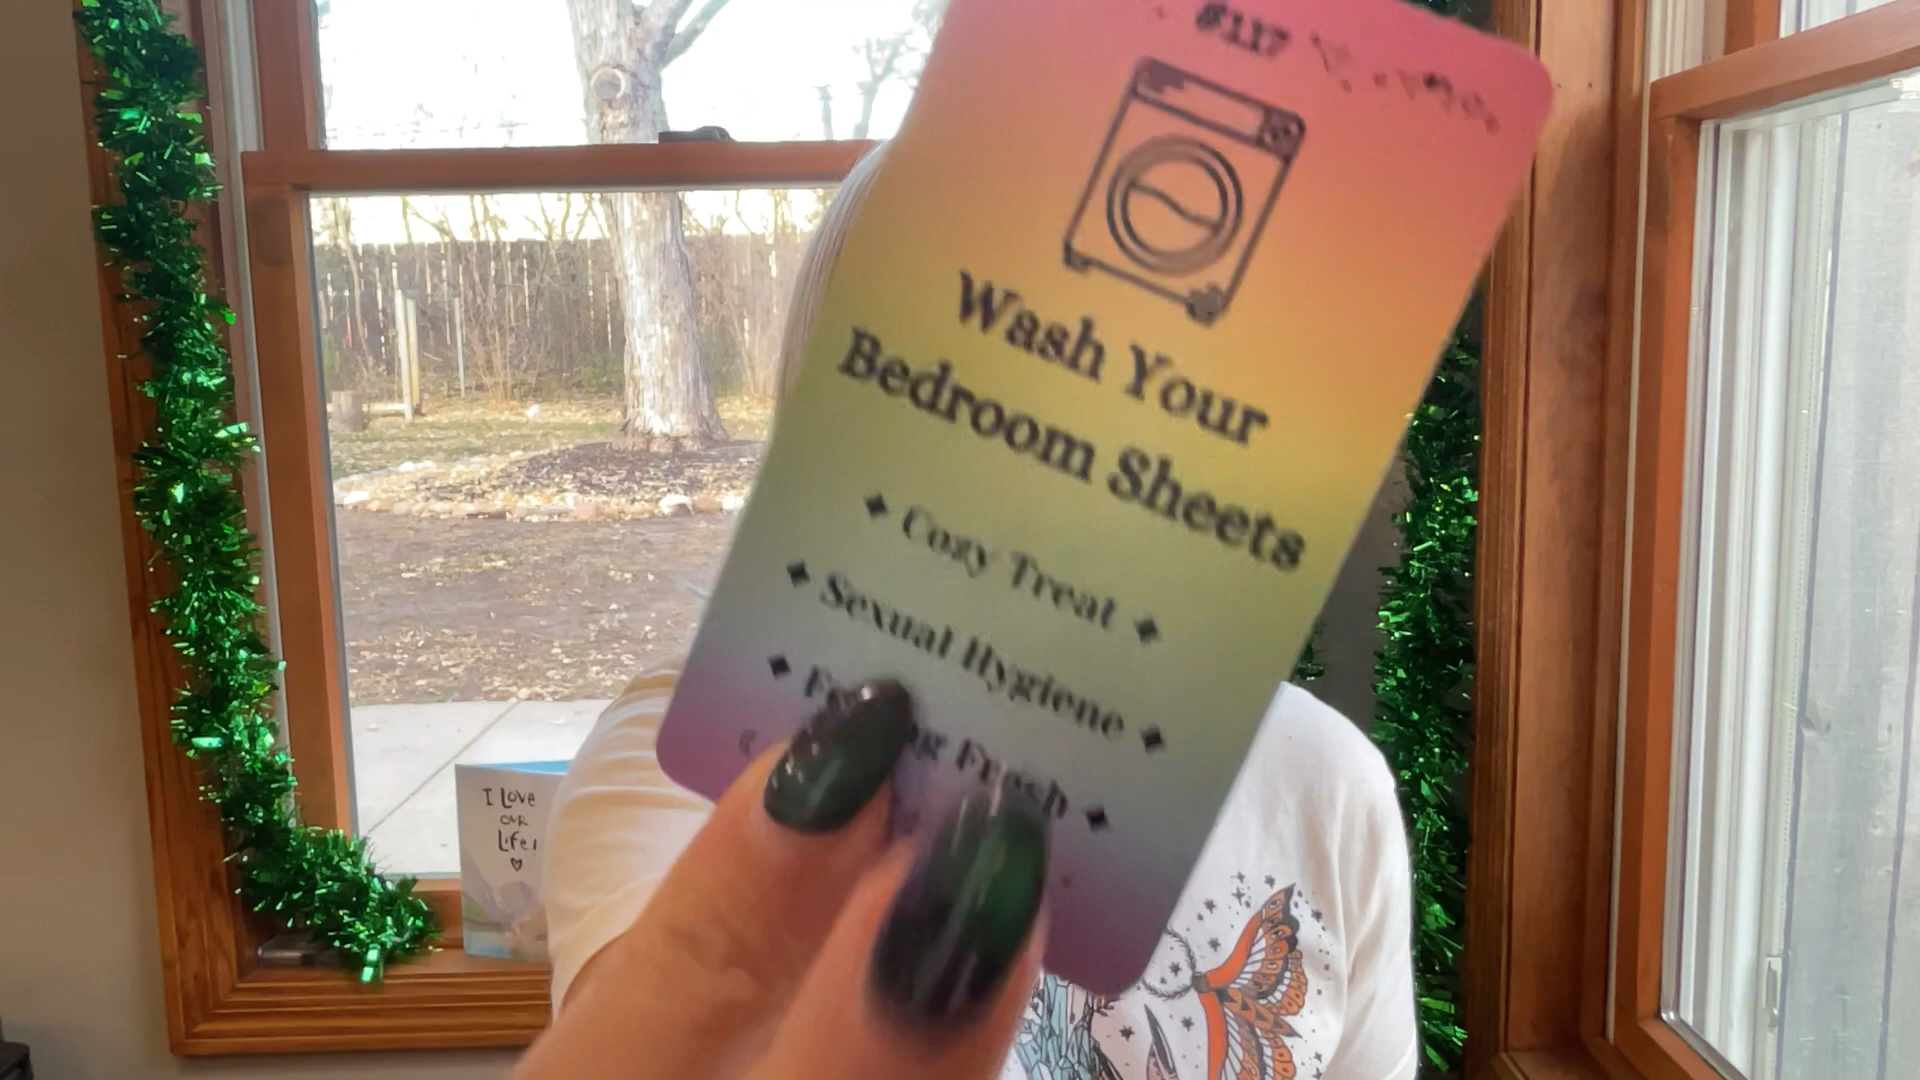 #117
Wash Your
Bedroom Sheets
Cozy Treat
Sexual Hygiene
Fresh
I Love
our
Life!